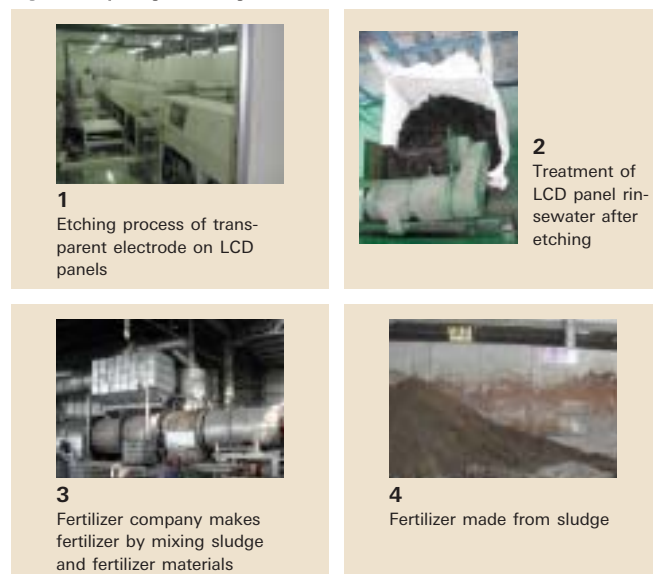 1
Etching process of trans-
parent electrode on LCD
panels
2
Treatment of
LCD panel rin-
sewater after
etching
3
Fertilizer company makes
fertilizer by mixing sludge
and fertilizer materials
4
Fertilizer made from sludge